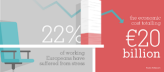 22%
of working
Europeans have
suffered from stress
the economic
cost totalling
€20
billion